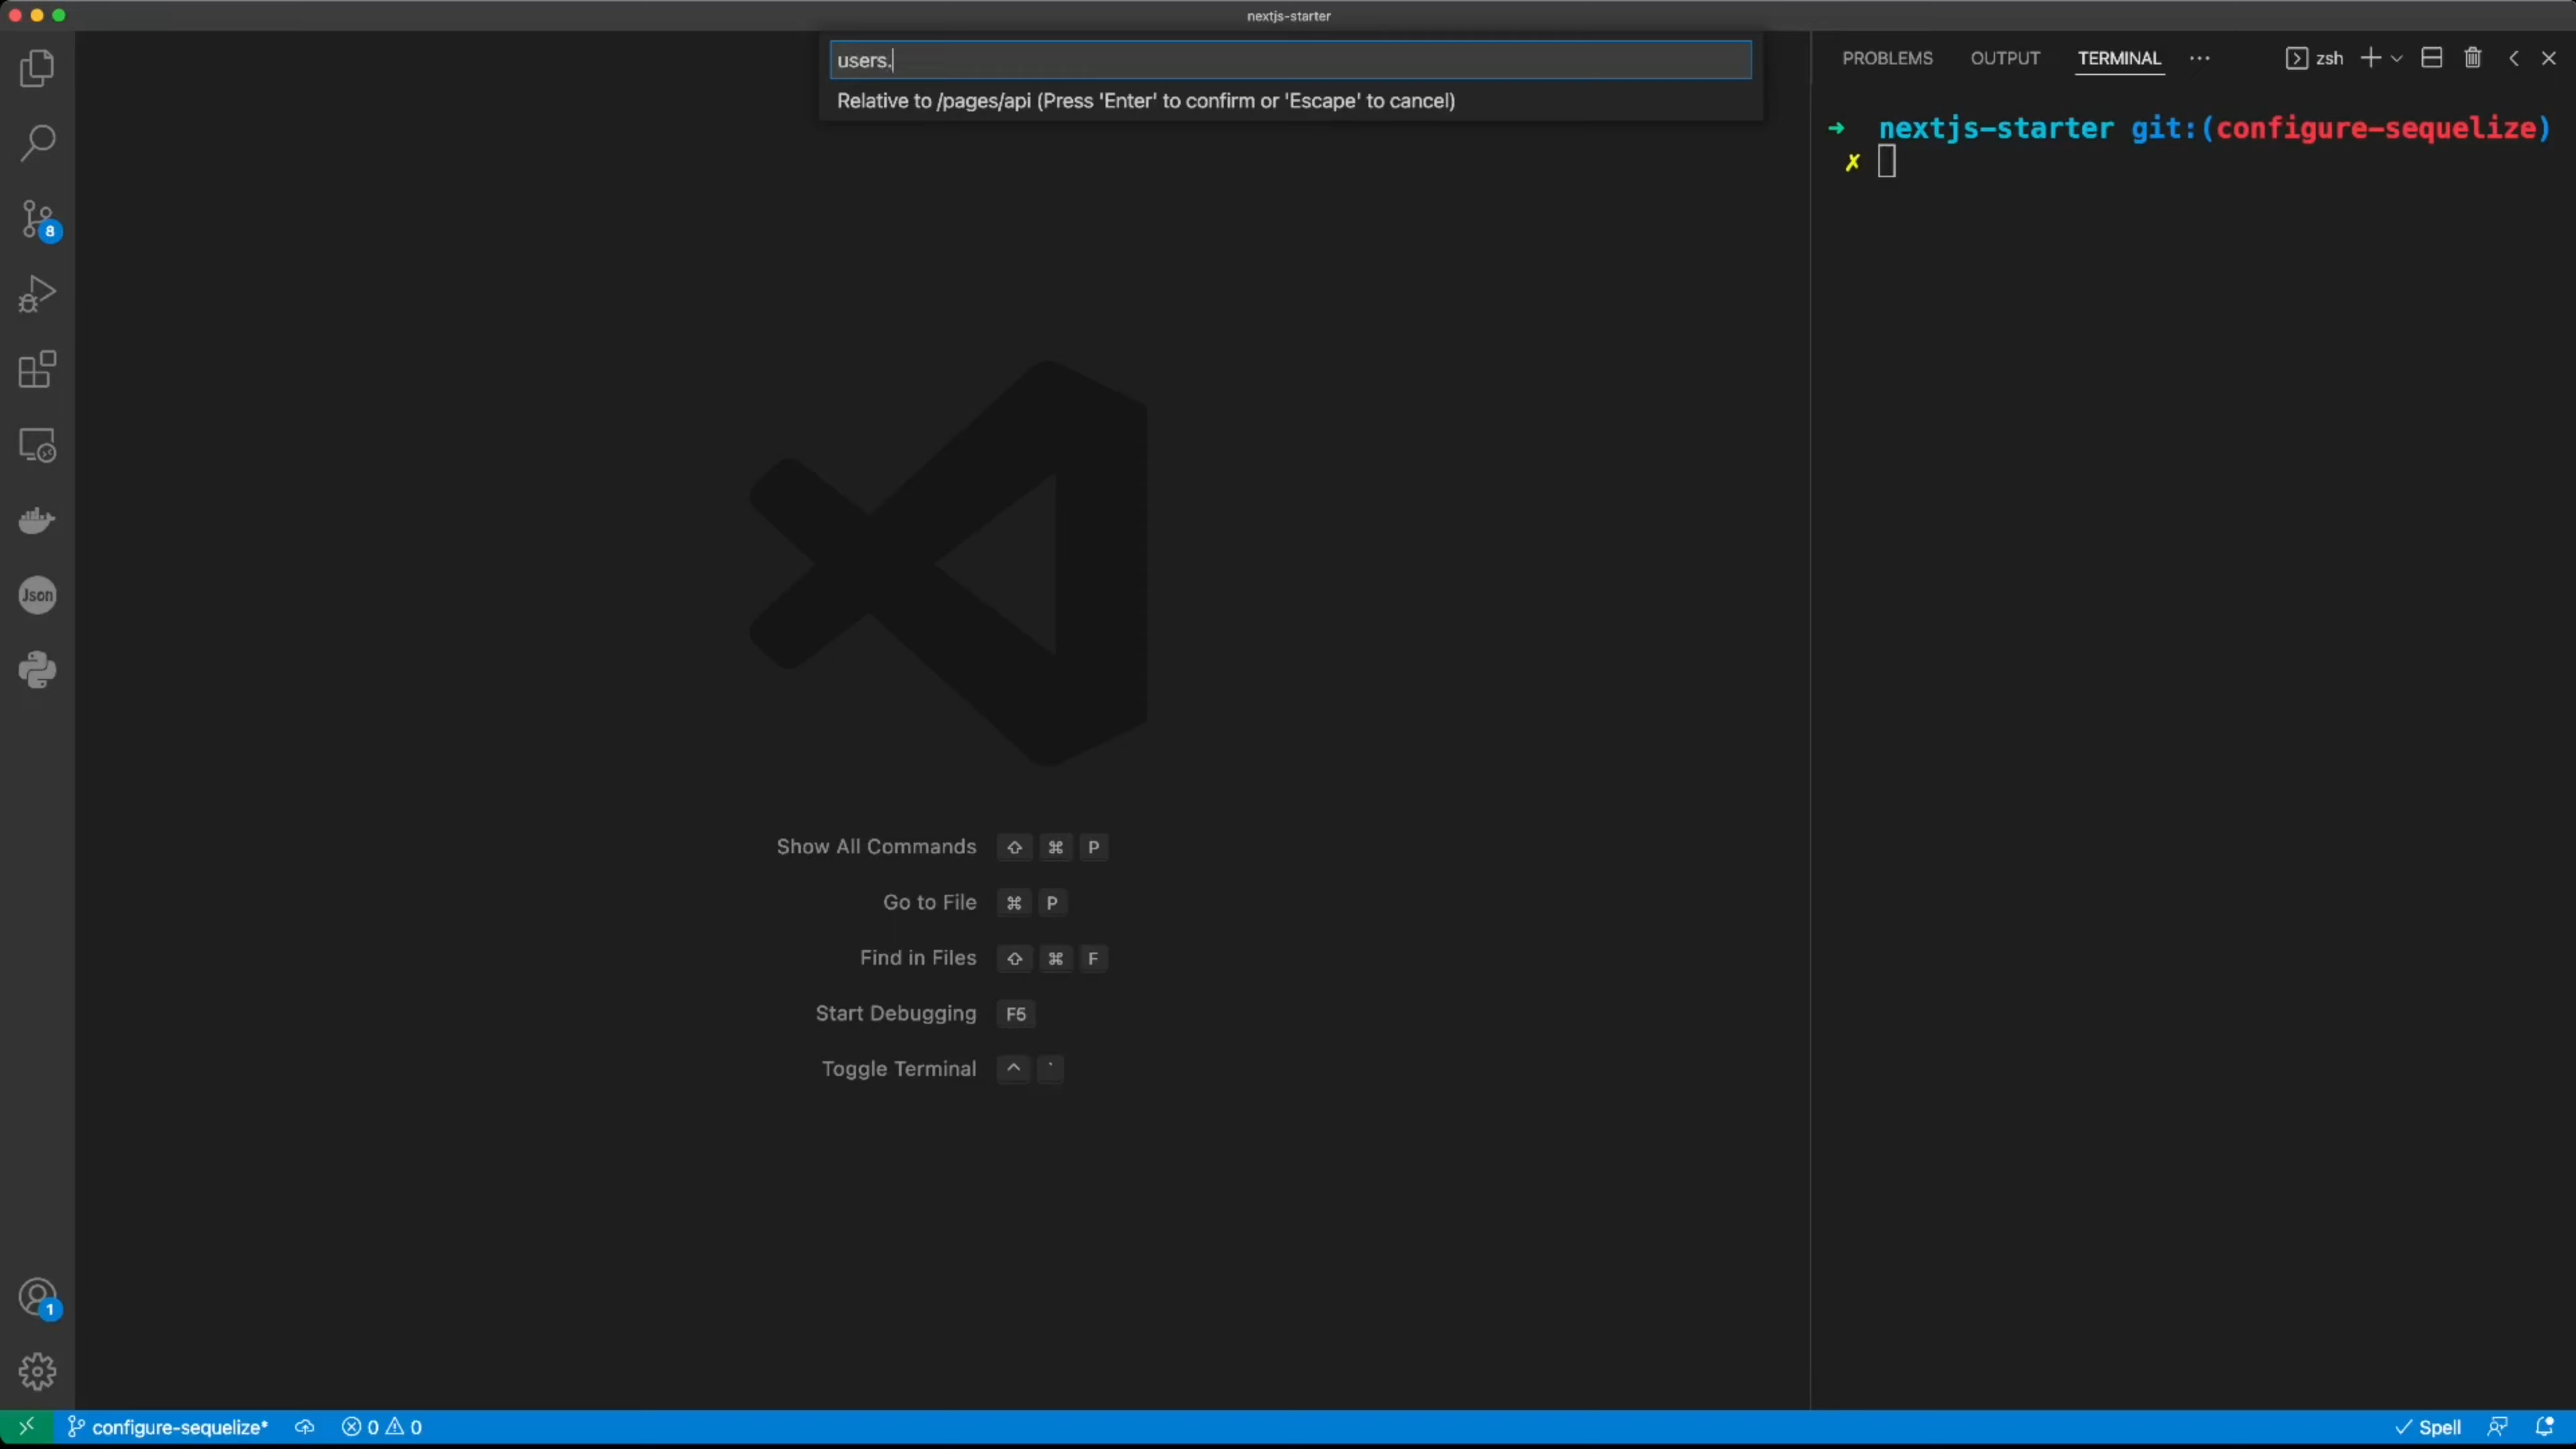 nextjs-starter
users.
Relative to /pages/api (Press 'Enter' to confirm or 'Escape' to cancel)
PROBLEMS OUTPUT TERMINAL ··· zsh
➜ nextjs-starter git:(configure-sequelize)
✗
8
Json
Show All Commands ⇧ ⌘ P
Go to File ⌘ P
Find in Files ⇧ ⌘ F
Start Debugging F5
Toggle Terminal ^ `
1
configure-sequelize* 0 0 Spell